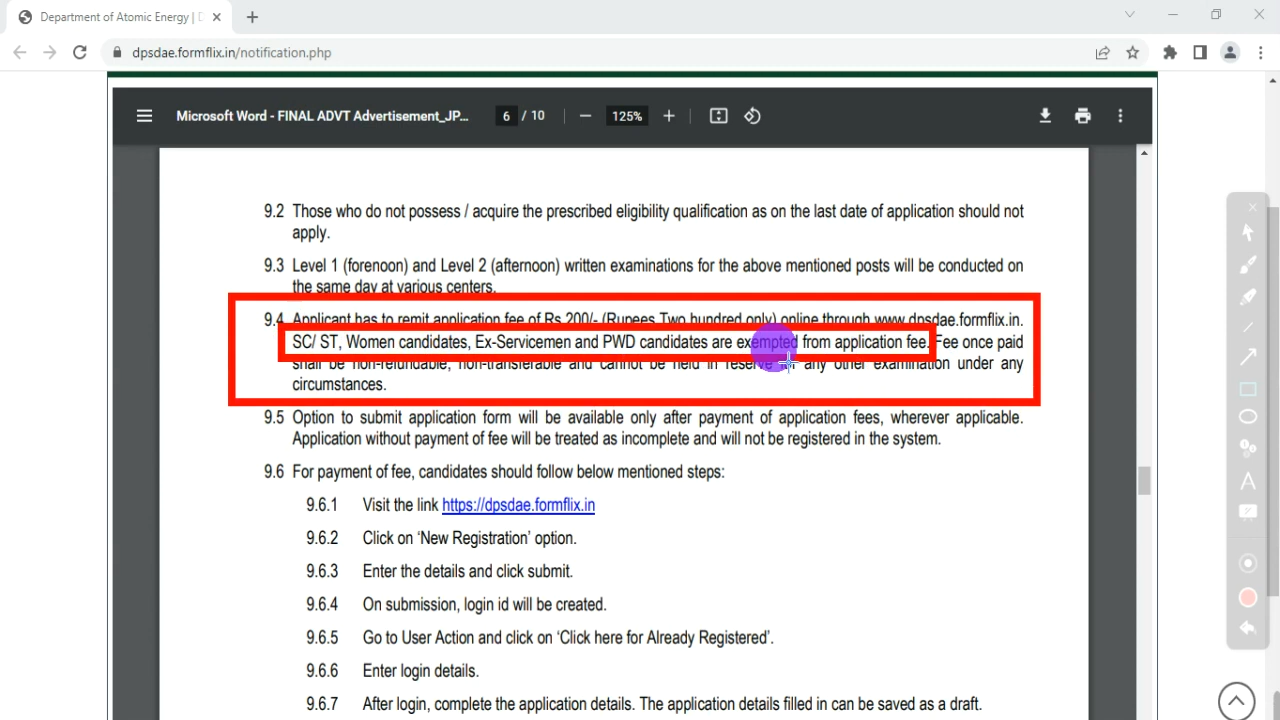 Department of Atomic Energy |
dpsdae.formflix.in/notification.php
Microsoft Word - FINAL ADVT Advertisement_JP... 6 / 10 125%
9.2 Those who do not possess / acquire the prescribed eligibility qualification as on the last date of application should not
apply.
9.3 Level 1 (forenoon) and Level 2 (afternoon) written examinations for the above mentioned posts will be conducted on
the same day at various centers.
9.4 Applicant has to remit application fee of Rs 200/- (Rupees Two hundred only) online through www.dpsdae.formflix.in.
SC/ ST, Women candidates, Ex-Servicemen and PWD candidates are exempted from application fee. Fee once paid
shall be non-refundable, non-transferable and cannot be held in reserve for any other examination under any
circumstances.
9.5 Option to submit application form will be available only after payment of application fees, wherever applicable.
Application without payment of fee will be treated as incomplete and will not be registered in the system.
9.6 For payment of fee, candidates should follow below mentioned steps:
9.6.1 Visit the link https://dpsdae.formflix.in
9.6.2 Click on ‘New Registration’ option.
9.6.3 Enter the details and click submit.
9.6.4 On submission, login id will be created.
9.6.5 Go to User Action and click on ‘Click here for Already Registered’.
9.6.6 Enter login details.
9.6.7 After login, complete the application details. The application details filled in can be saved as a draft.